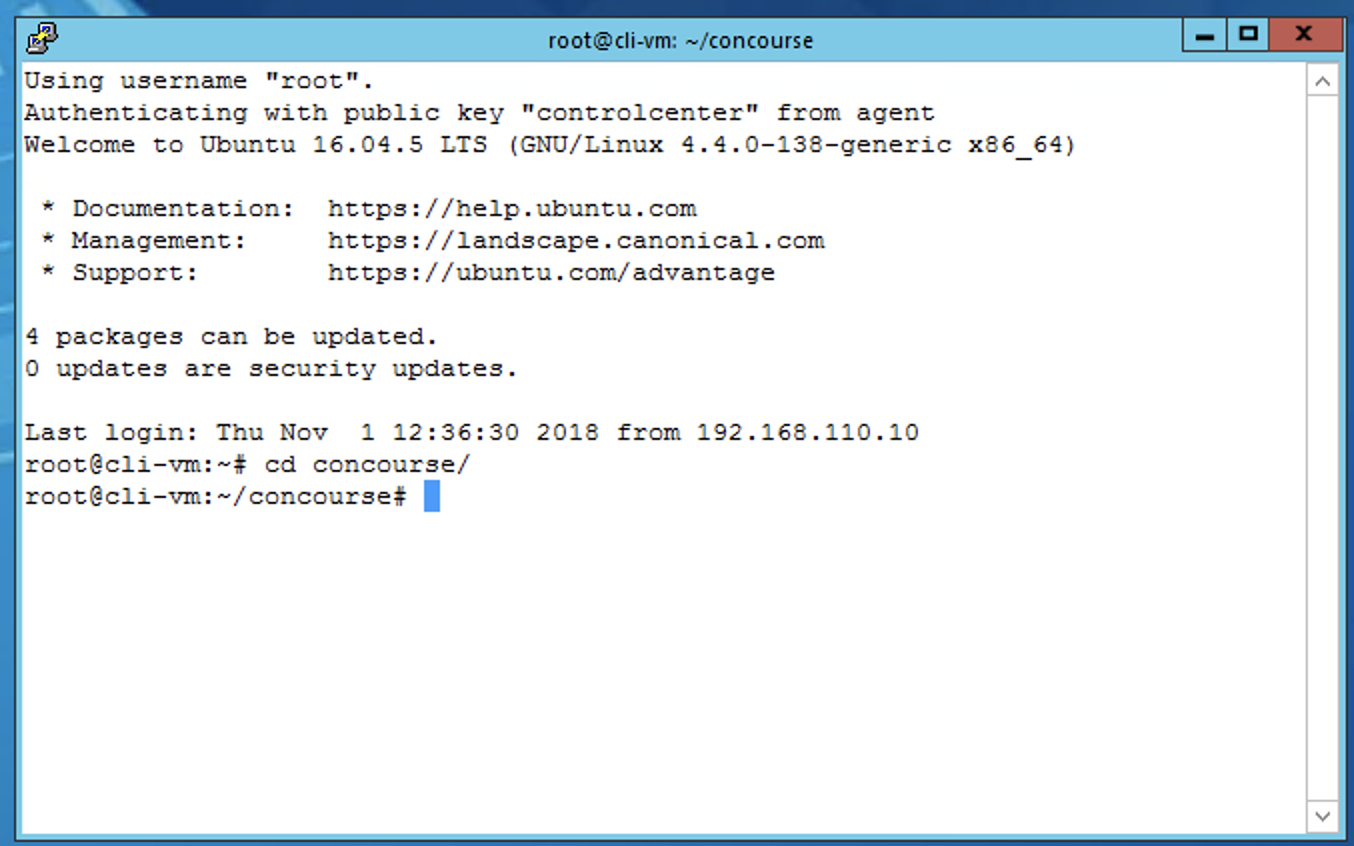 root@cli-vm: ~/concourse
Using username "root".
Authenticating with public key "controlcenter" from agent
Welcome to Ubuntu 16.04.5 LTS (GNU/Linux 4.4.0-138-generic x86_64)
* Documentation:  https://help.ubuntu.com
* Management:     https://landscape.canonical.com
* Support:        https://ubuntu.com/advantage
4 packages can be updated.
0 updates are security updates.
Last login: Thu Nov  1 12:36:30 2018 from 192.168.110.10
root@cli-vm:~# cd concourse/
root@cli-vm:~/concourse#